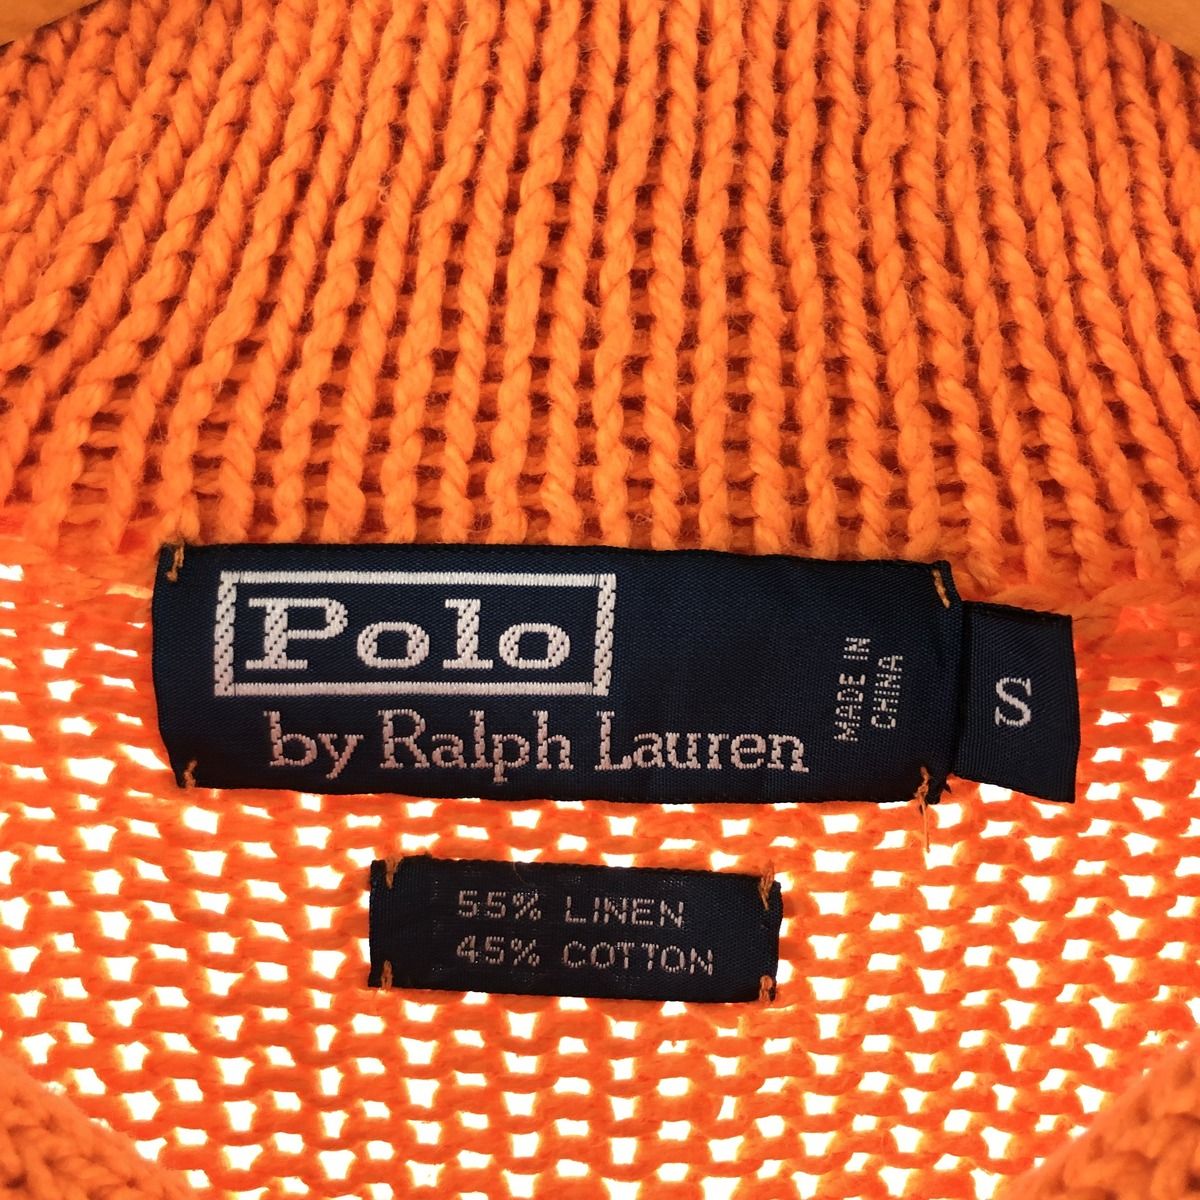 Polo
by Ralph Lauren
MADE IN
CHINA
S
55% LINEN
45% COTTON